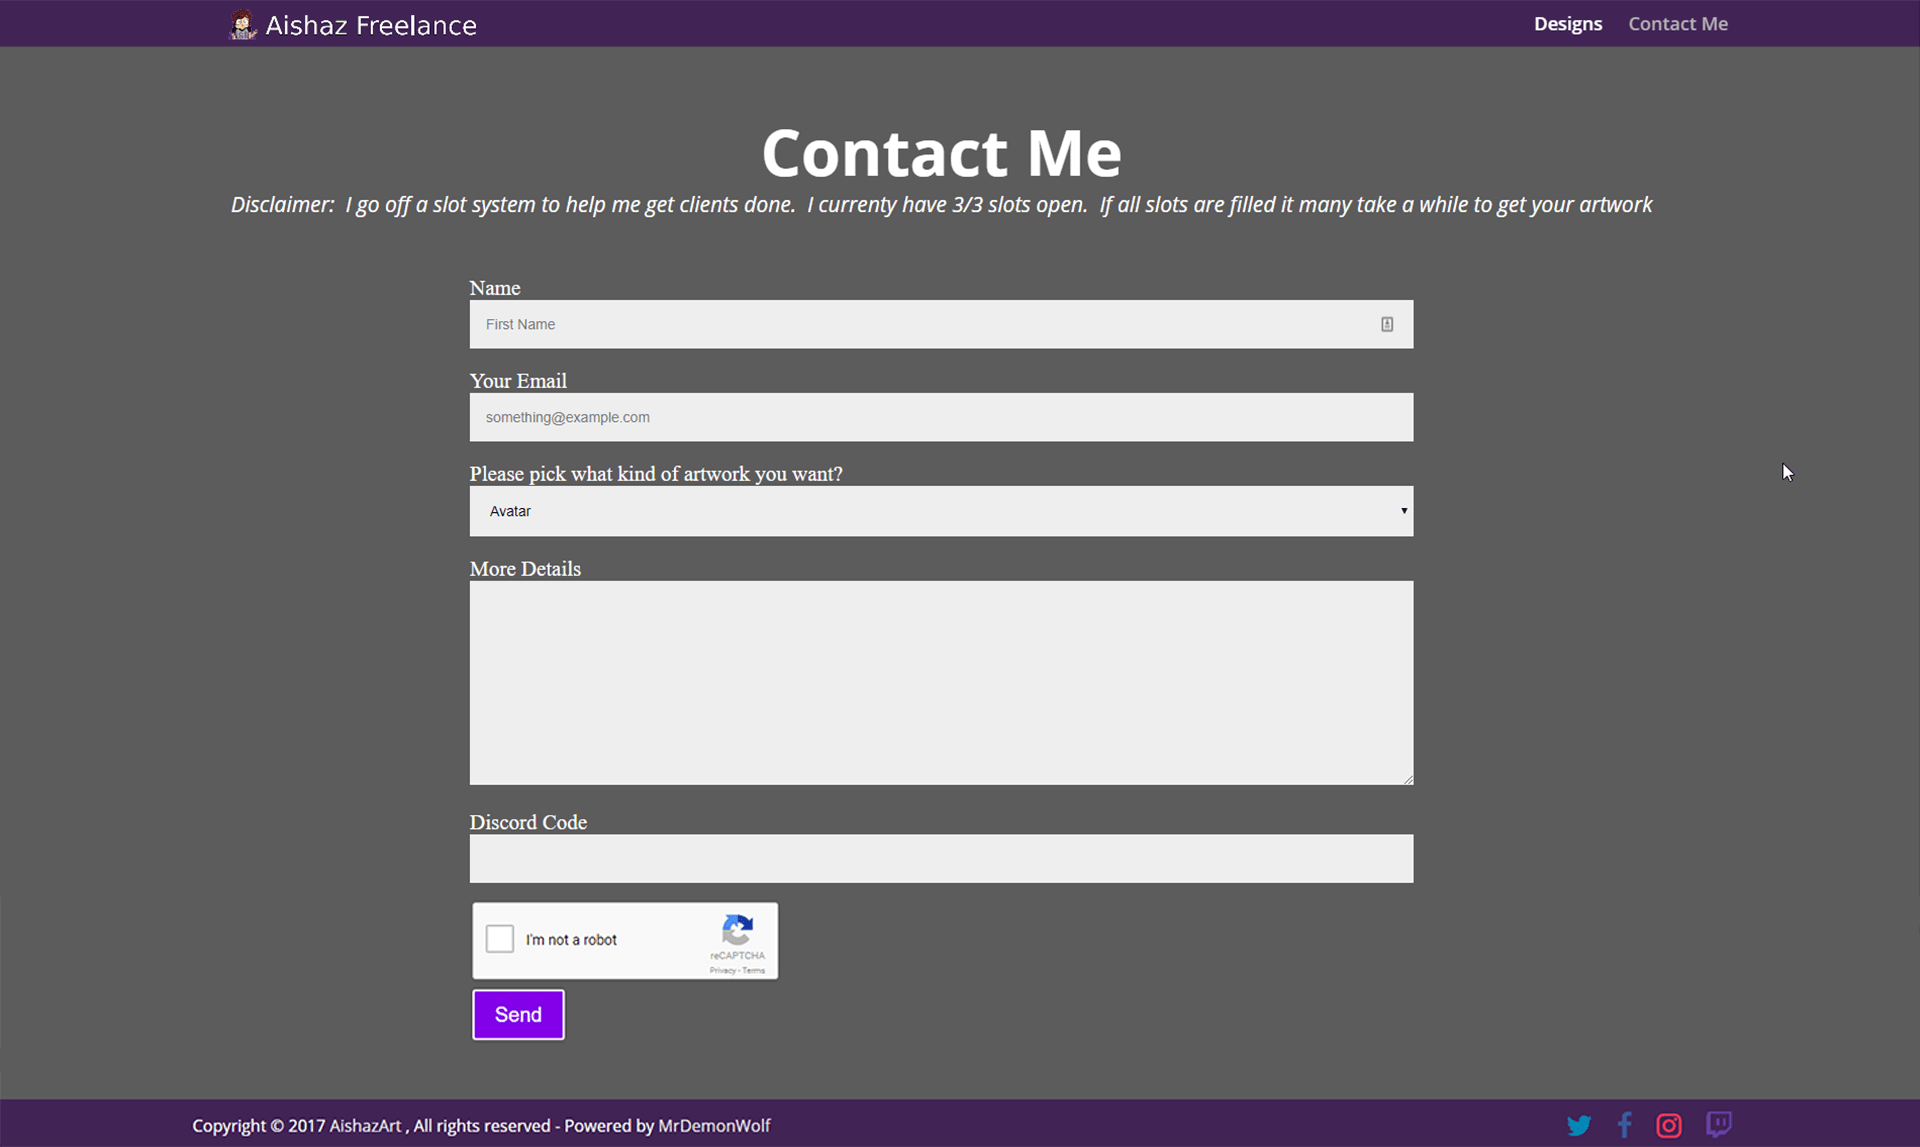 Aishaz Freelance
Designs
Contact Me
Contact Me
Disclaimer:  I go off a slot system to help me get clients done.  I currenty have 3/3 slots open.  If all slots are filled it many take a while to get your artwork
Name
First Name
Your Email
something@example.com
Please pick what kind of artwork you want?
Avatar
More Details
Discord Code
I'm not a robot
reCAPTCHA
Privacy - Terms
Send
Copyright © 2017 AishazArt , All rights reserved - Powered by MrDemonWolf